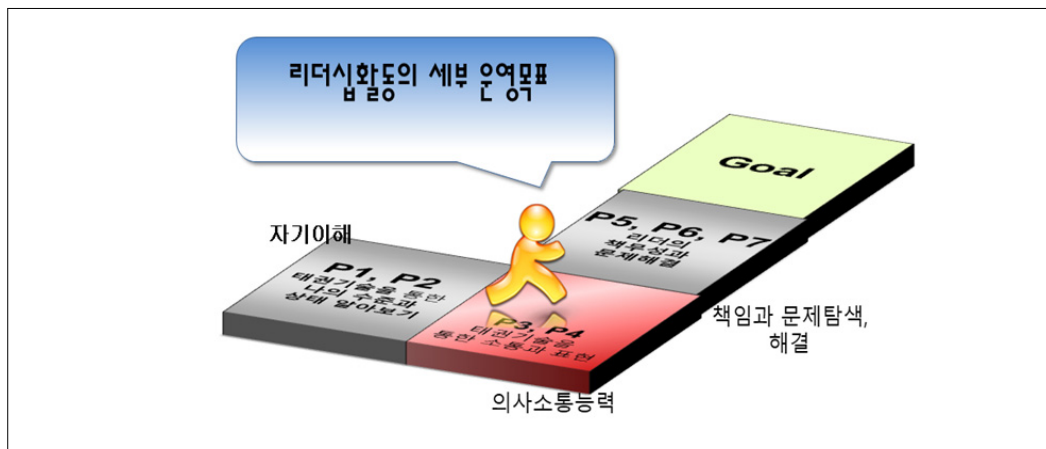 리더십활동의 세부 운영목표
자기이해
P1, P2
태권기술을 통한
나의 수준과
상태 알아보기
P3, P4
태권기술을
통한 소통과 표현
의사소통능력
P5, P6, P7
리더의
책무성과
문제해결
책임과 문제탐색,
해결
Goal